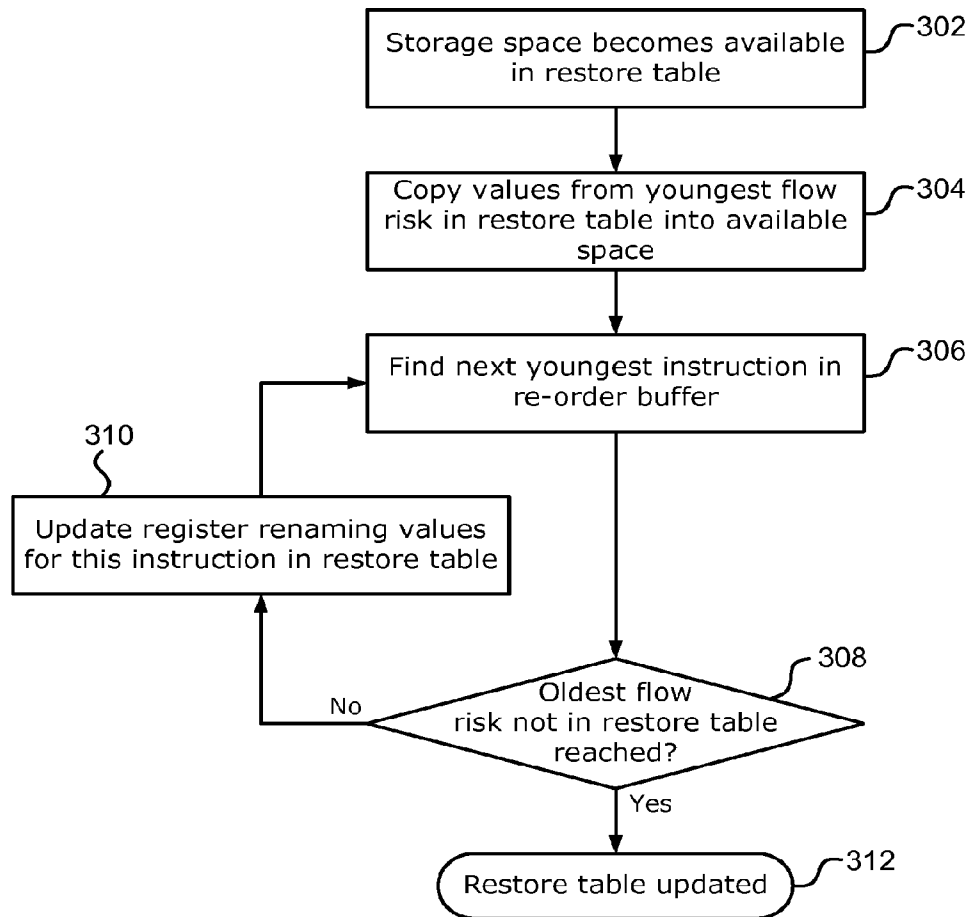 302
Storage space becomes available
in restore table
304
Copy values from youngest flow
risk in restore table into available
space
306
Find next youngest instruction in
re-order buffer
310
Update register renaming values
for this instruction in restore table
308
Oldest flow
risk not in restore table
reached?
No
Yes
312
Restore table updated